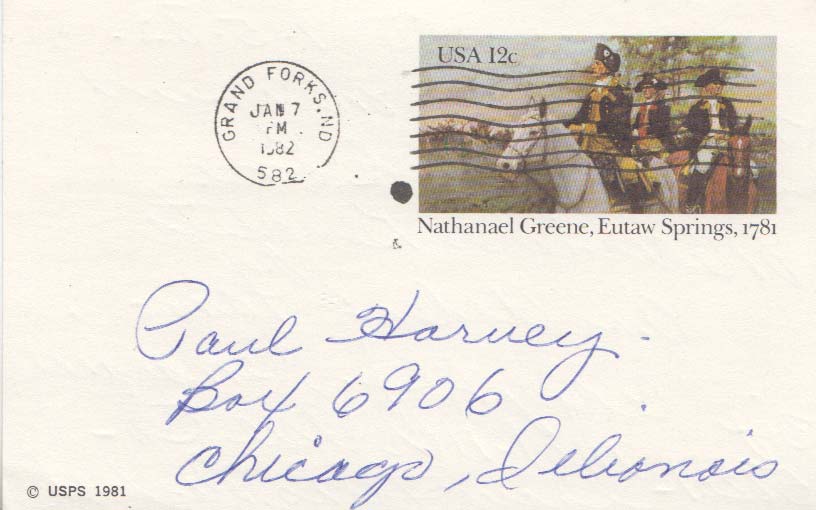 USA 12c
GRAND FORKS, ND
JAN 7
PM
1982
582
Nathanael Greene, Eutaw Springs, 1781
Paul Harvey.
Box 6906
Chicago, Illionois
© USPS 1981